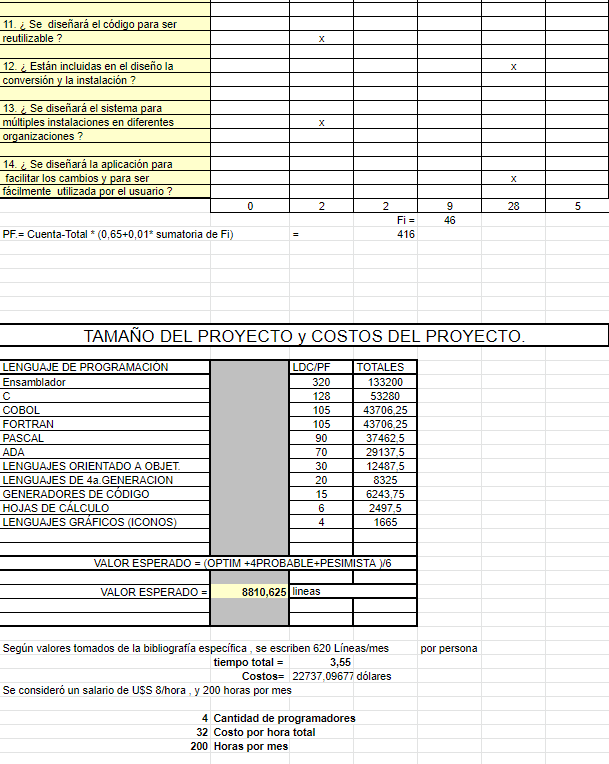 11. ¿ Se diseñará el código para ser
reutilizable ? x
12. ¿ Están incluidas en el diseño la x
conversión y la instalación ?
13. ¿ Se diseñará el sistema para
múltiples instalaciones en diferentes x
organizaciones ?
14. ¿ Se diseñará la aplicación para
facilitar los cambios y para ser x
fácilmente utilizada por el usuario ?
0 2 2 9 28 5
Fi = 46
PF.= Cuenta-Total * (0,65+0,01* sumatoria de Fi) = 416
TAMAÑO DEL PROYECTO y COSTOS DEL PROYECTO.
LENGUAJE DE PROGRAMACIÓN LDC/PF TOTALES
Ensamblador 320 133200
C 128 53280
COBOL 105 43706,25
FORTRAN 105 43706,25
PASCAL 90 37462,5
ADA 70 29137,5
LENGUAJES ORIENTADO A OBJET. 30 12487,5
LENGUAJES DE 4a.GENERACION 20 8325
GENERADORES DE CÓDIGO 15 6243,75
HOJAS DE CÁLCULO 6 2497,5
LENGUAJES GRÁFICOS (ICONOS) 4 1665
VALOR ESPERADO = (OPTIM +4PROBABLE+PESIMISTA )/6
VALOR ESPERADO = 8810,625 lineas
Según valores tomados de la bibliografía específica , se escriben 620 Líneas/mes por persona
tiempo total = 3,55
Costos= 22737,09677 dólares
Se consideró un salario de U$S 8/hora , y 200 horas por mes
4 Cantidad de programadores
32 Costo por hora total
200 Horas por mes